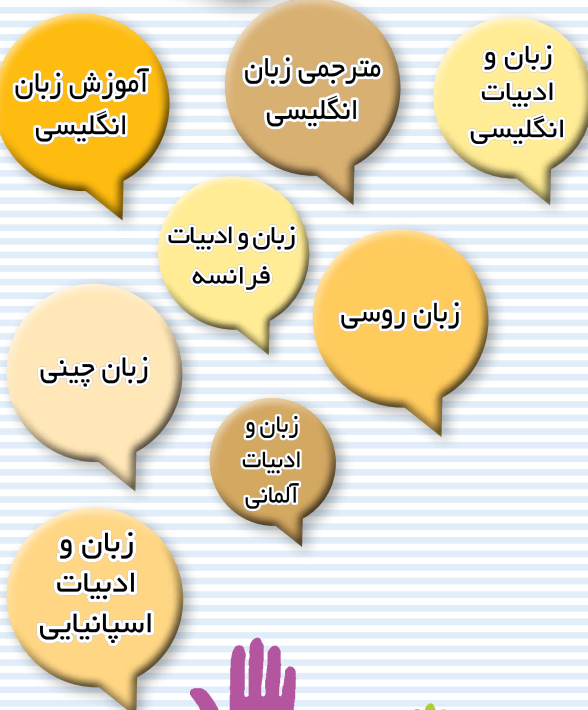 زبان و
ادبیات
انگلیسی
مترجمی زبان
انگلیسی
آموزش زبان
انگلیسی
زبان و ادبیات
فرانسه
زبان روسی
زبان چینی
زبان و
ادبیات
آلمانی
زبان و
ادبیات
اسپانیایی